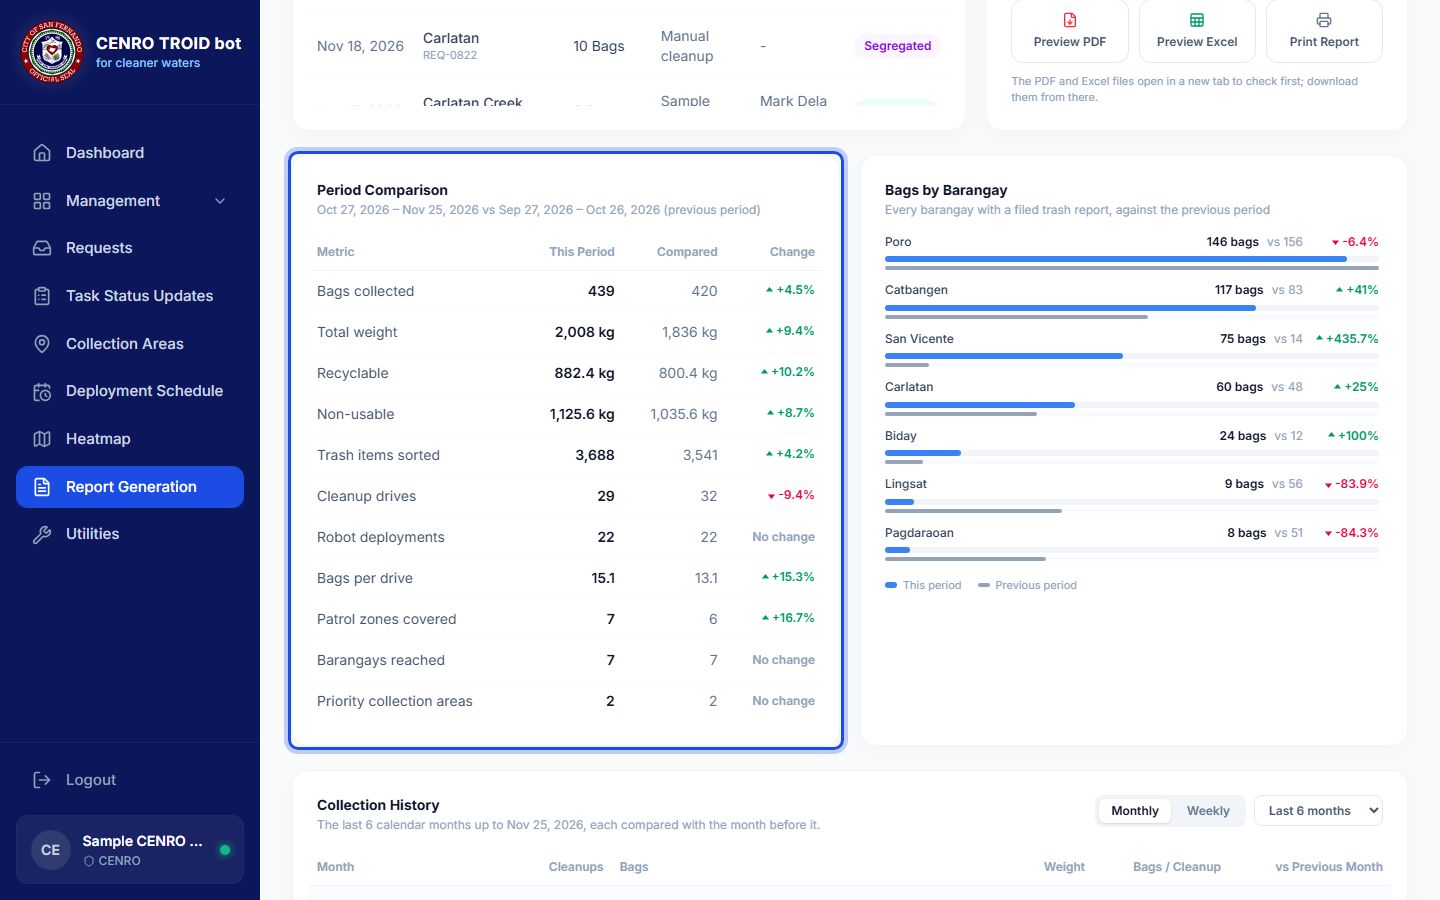 CITY OF SAN FERNANDO
OFFICIAL SEAL
CENRO TROID bot
for cleaner waters
Dashboard
Management
Requests
Task Status Updates
Collection Areas
Deployment Schedule
Heatmap
Report Generation
Utilities
Logout
CE
Sample CENRO ...
CENRO
Nov 18, 2026 Carlatan 10 Bags Manual cleanup - Segregated
REQ-0822
Carlatan Creek Sample Mark Dela
Preview PDF Preview Excel Print Report
The PDF and Excel files open in a new tab to check first; download
them from there.
Period Comparison
Oct 27, 2026 – Nov 25, 2026 vs Sep 27, 2026 – Oct 26, 2026 (previous period)
Metric This Period Compared Change
Bags collected 439 420 +4.5%
Total weight 2,008 kg 1,836 kg +9.4%
Recyclable 882.4 kg 800.4 kg +10.2%
Non-usable 1,125.6 kg 1,035.6 kg +8.7%
Trash items sorted 3,688 3,541 +4.2%
Cleanup drives 29 32 -9.4%
Robot deployments 22 22 No change
Bags per drive 15.1 13.1 +15.3%
Patrol zones covered 7 6 +16.7%
Barangays reached 7 7 No change
Priority collection areas 2 2 No change
Bags by Barangay
Every barangay with a filed trash report, against the previous period
Poro 146 bags vs 156 -6.4%
Catbangen 117 bags vs 83 +41%
San Vicente 75 bags vs 14 +435.7%
Carlatan 60 bags vs 48 +25%
Biday 24 bags vs 12 +100%
Lingsat 9 bags vs 56 -83.9%
Pagdaraoan 8 bags vs 51 -84.3%
This period Previous period
Collection History
The last 6 calendar months up to Nov 25, 2026, each compared with the month before it.
Monthly Weekly Last 6 months
Month Cleanups Bags Weight Bags / Cleanup vs Previous Month